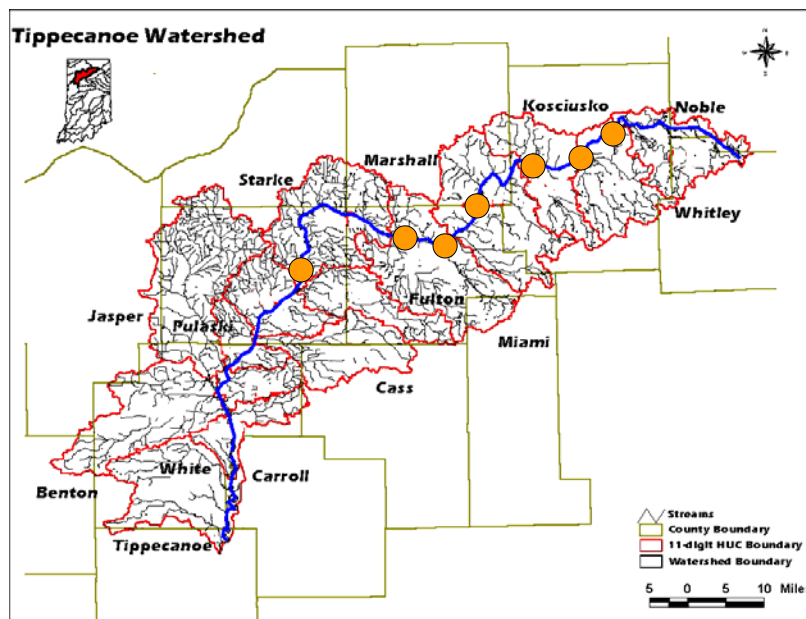 Tippecanoe Watershed
N
Kosciusko
Noble
Marshall
Starke
Whitley
Fulton
Jasper
Pulaski
Miami
Cass
White
Carroll
Benton
Tippecanoe
Streams
County Boundary
11-digit HUC Boundary
Watershed Boundary
5 0 5 10 Miles